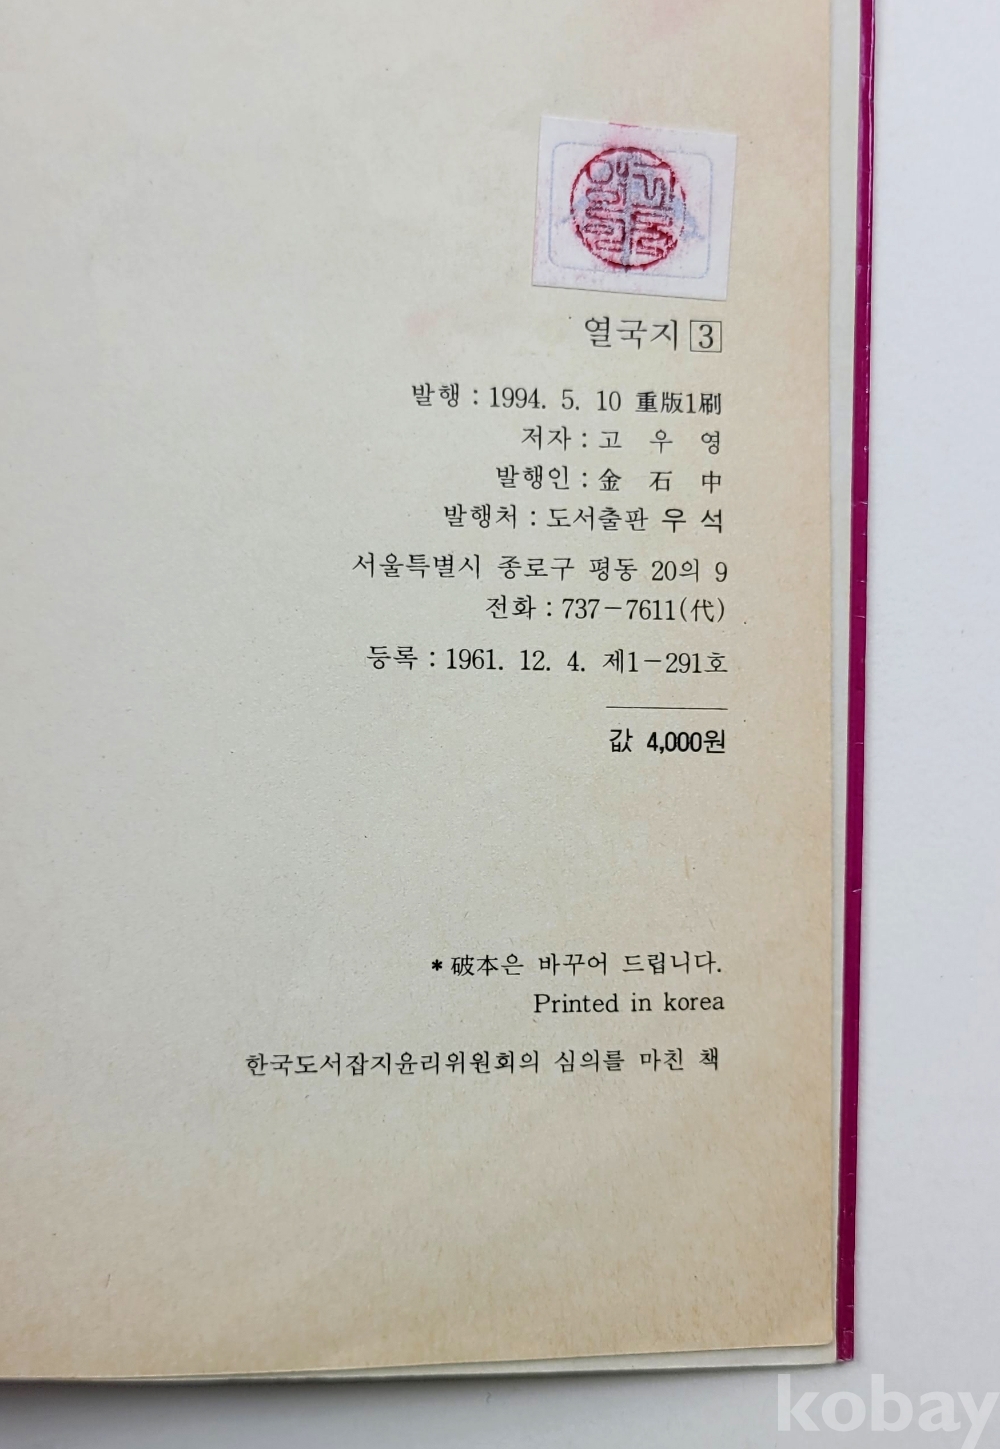 열국지 3
발행 : 1994. 5. 10 重版1刷
저자 : 고 우 영
발행인 : 金 石 中
발행처 : 도서출판 우 석
서울특별시 종로구 평동 20의 9
전화 : 737-7611(代)
등록 : 1961. 12. 4. 제1-291호
값 4,000원
* 破本은 바꾸어 드립니다.
Printed in korea
한국도서잡지윤리위원회의 심의를 마친 책
kobay